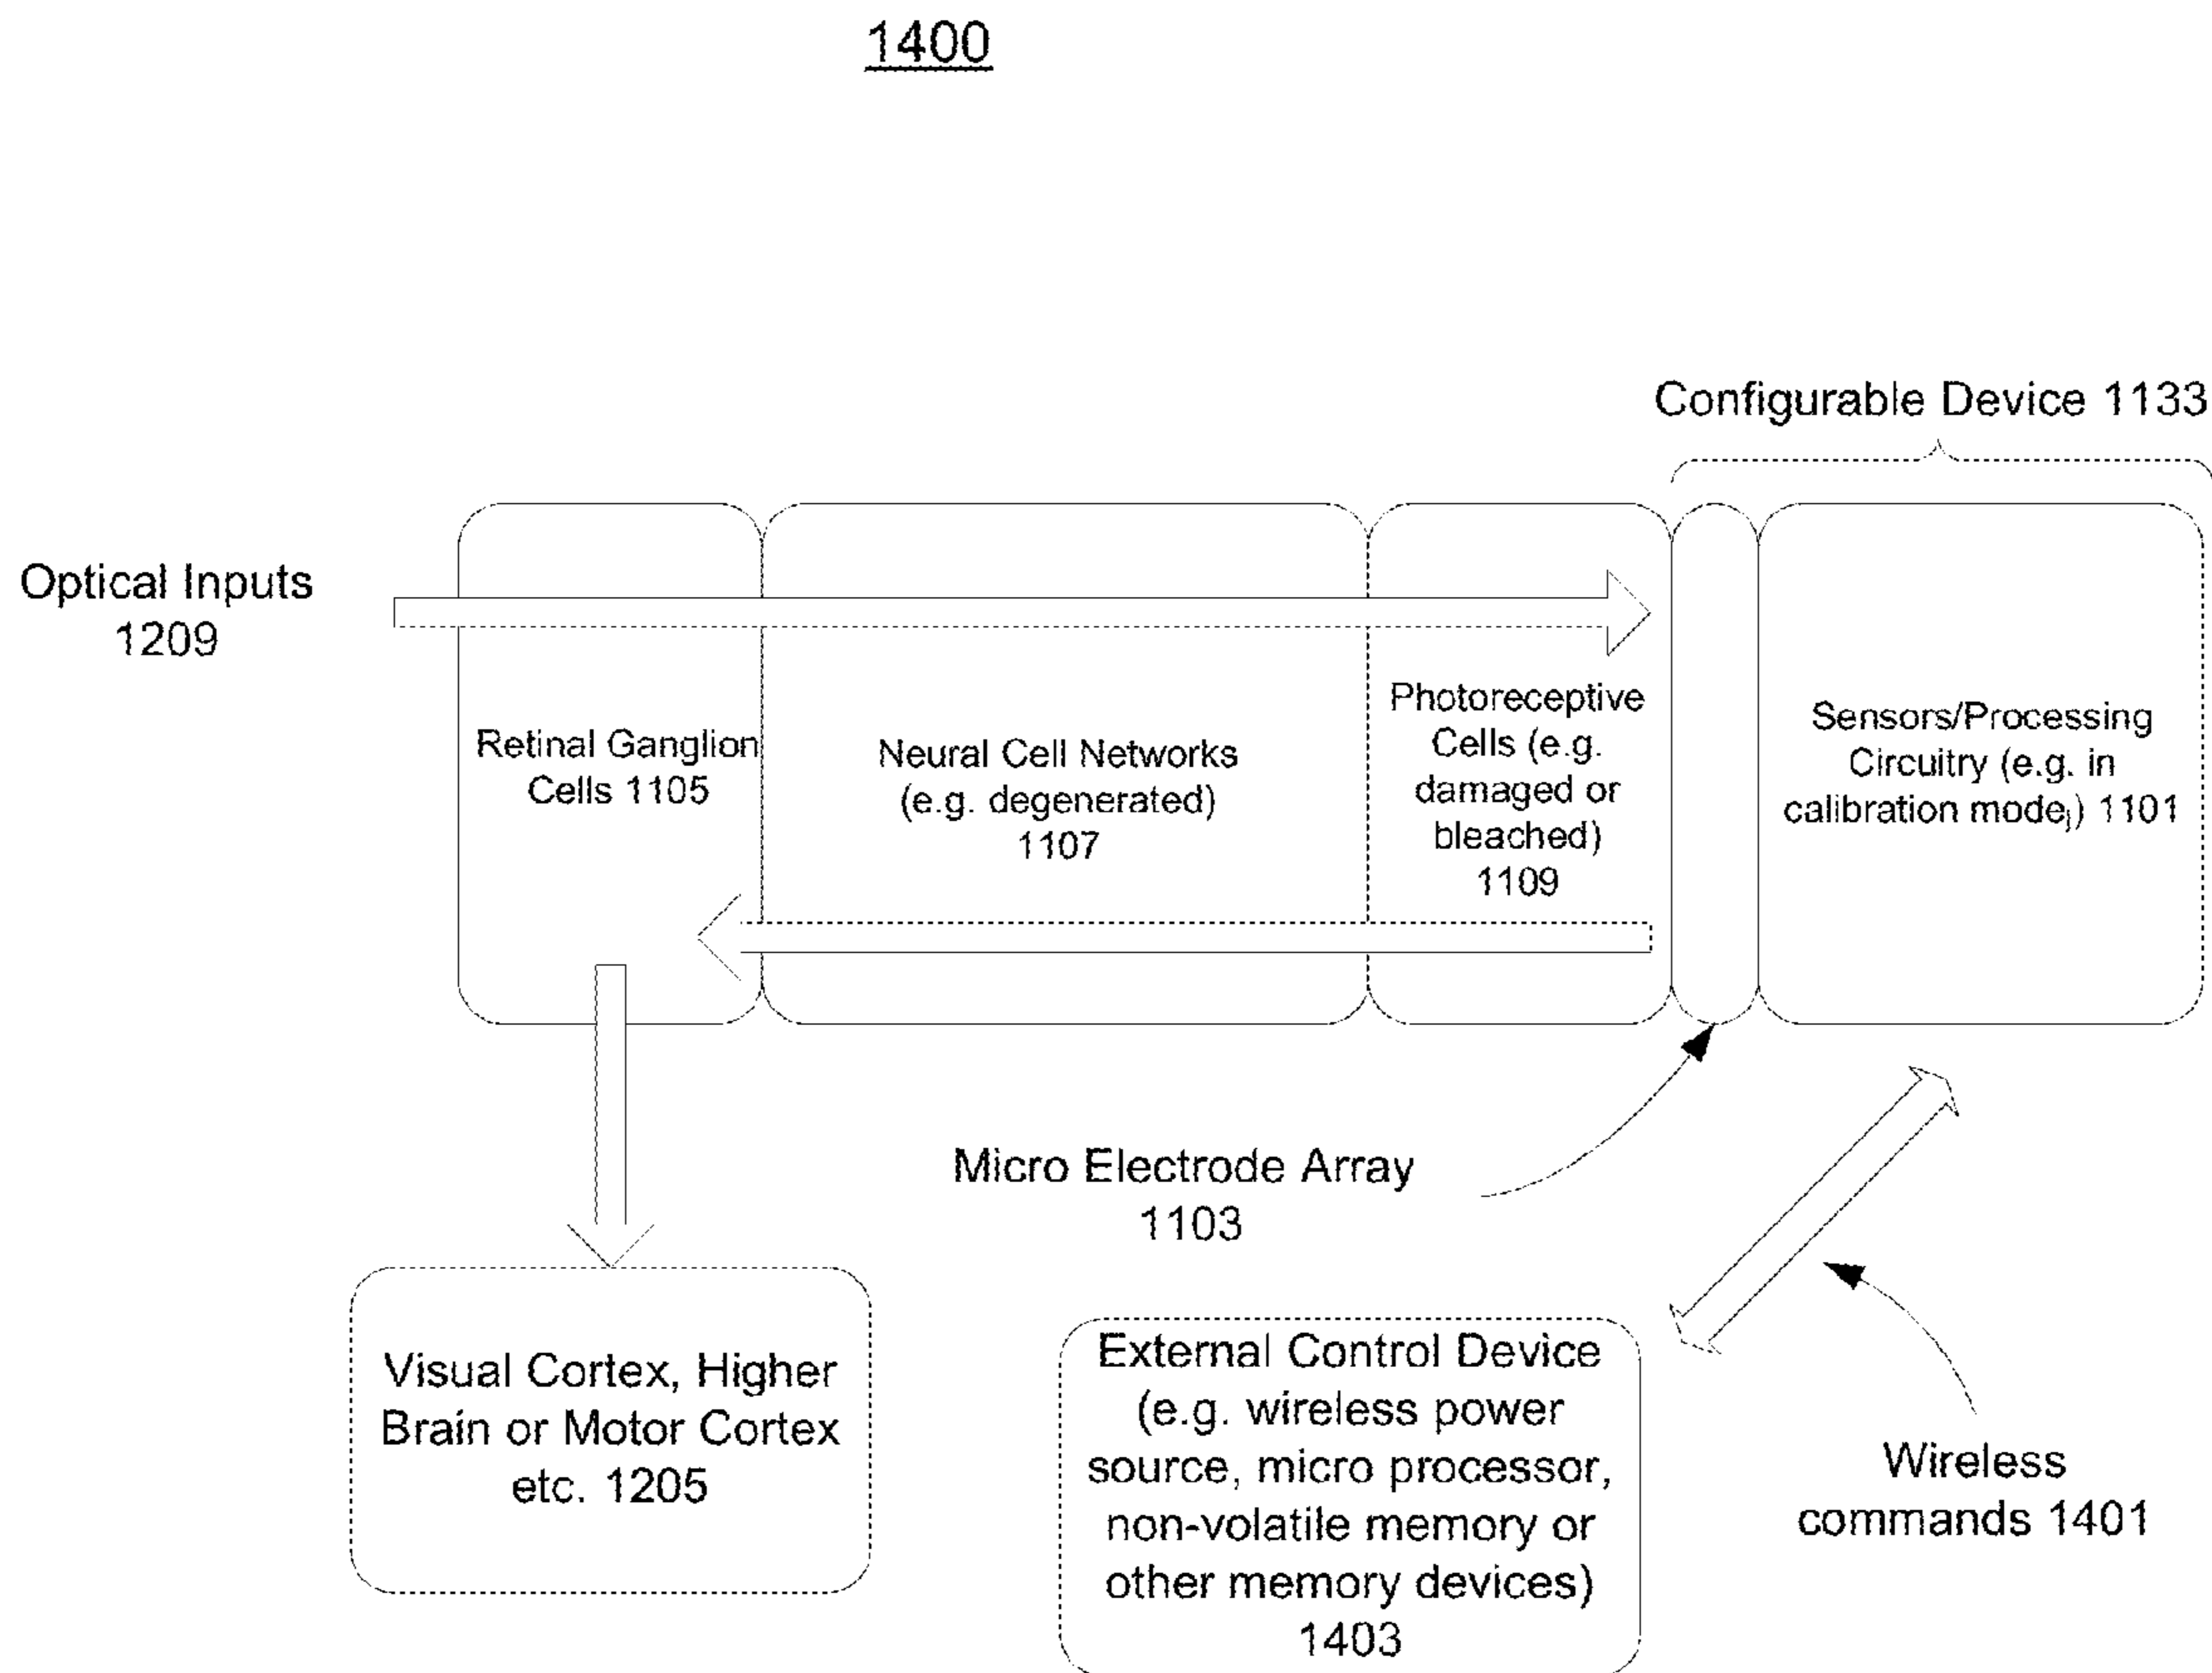 1400
Configurable Device 1133
Optical Inputs
1209
Retinal Ganglion
Cells 1105
Neural Cell Networks
(e.g. degenerated)
1107
Photoreceptive
Cells (e.g.
damaged or
bleached)
1109
Sensors/Processing
Circuitry (e.g. in
calibration mode,) 1101
Micro Electrode Array
1103
Visual Cortex, Higher
Brain or Motor Cortex
etc. 1205
External Control Device
(e.g. wireless power
source, micro processor,
non-volatile memory or
other memory devices)
1403
Wireless
commands 1401